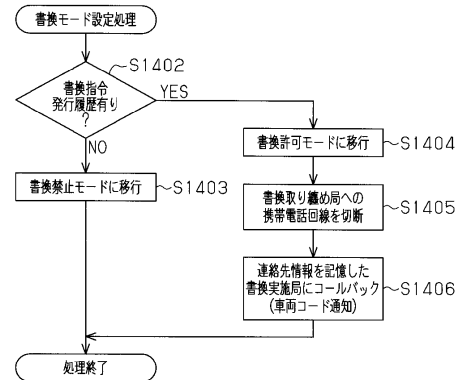 書換モード設定処理
S1402
書換指令
発行履歴有り
?
YES
NO
書換許可モードに移行
S1404
書換禁止モードに移行
S1403
書換取り纏め局への
携帯電話回線を切断
S1405
連絡先情報を記憶した
書換実施局にコールバック
(車両コード通知)
S1406
処理終了